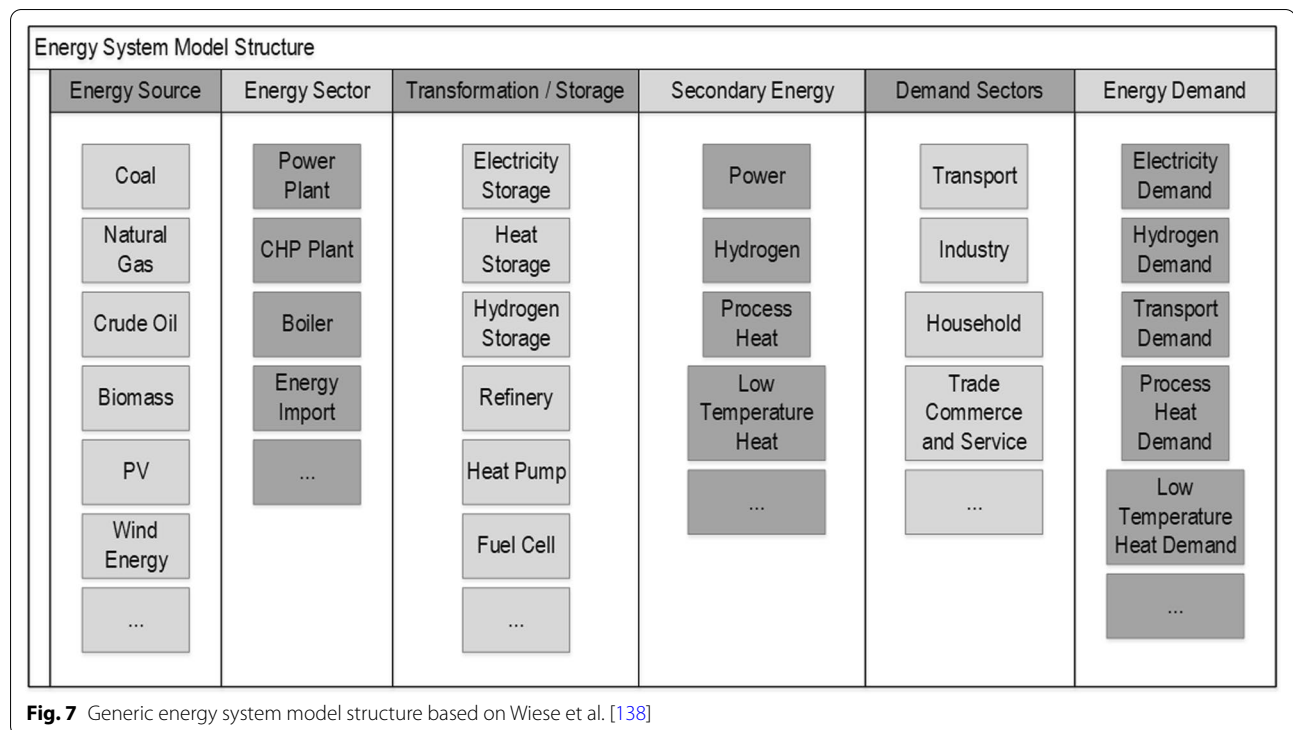 Energy System Model Structure
Energy Source
Energy Sector
Transformation / Storage
Secondary Energy
Demand Sectors
Energy Demand
Coal
Natural
Gas
Crude Oil
Biomass
PV
Wind
Energy
...
Power
Plant
CHP Plant
Boiler
Energy
Import
...
Electricity
Storage
Heat
Storage
Hydrogen
Storage
Refinery
Heat Pump
Fuel Cell
...
Power
Hydrogen
Process
Heat
Low
Temperature
Heat
...
Transport
Industry
Household
Trade
Commerce
and Service
...
Electricity
Demand
Hydrogen
Demand
Transport
Demand
Process
Heat
Demand
Low
Temperature
Heat Demand
...
Fig. 7 Generic energy system model structure based on Wiese et al. [138]